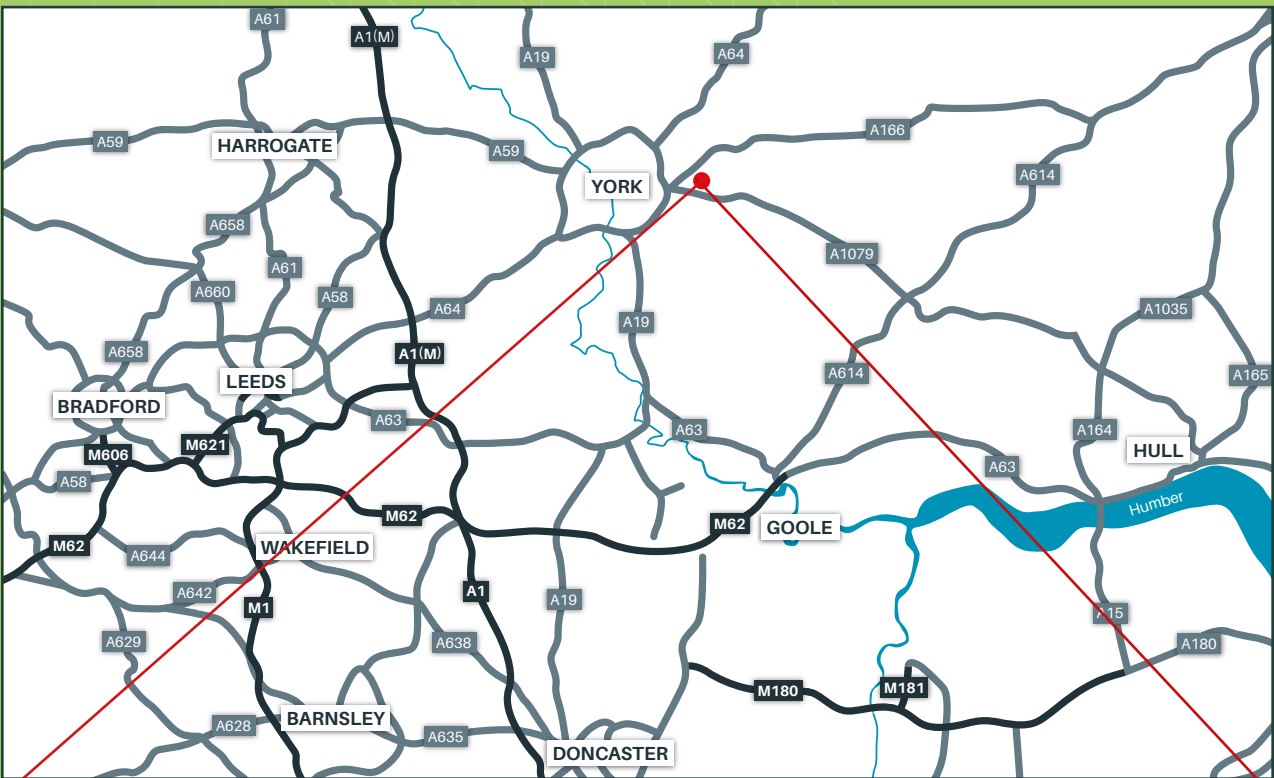 A61
A1(M)
A19
A64
A59
HARROGATE
A59
A166
YORK
A614
A658
A1079
A61
A660
A58
A64
A19
A1035
A658
A1(M)
LEEDS
A614
A165
BRADFORD
A63
A63
A164
M621
M606
HULL
A58
A63
M62
M62
GOOLE
Humber
M62
A644
WAKEFIELD
A642
M1
A1
A19
A15
A629
A638
A180
M180
M181
A628
BARNSLEY
A635
DONCASTER